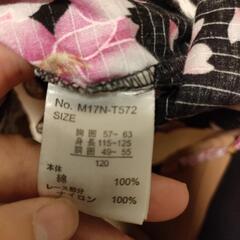 No. M17N-T572
SIZE
胸囲 57~63
身長 115~125
胴囲 49~55
120
本体
綿 100%
レース部分
ナイロン 100%